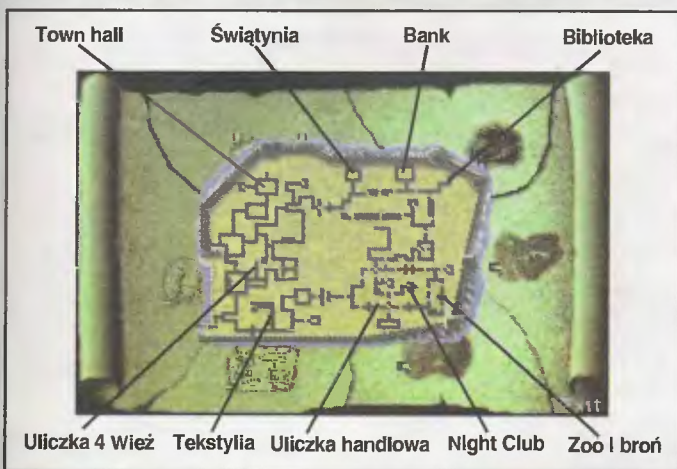 Town hall Świątynia Bank Biblioteka
Uliczka 4 Wież Tekstylia Uliczka handlowa Night Club Zoo i broń